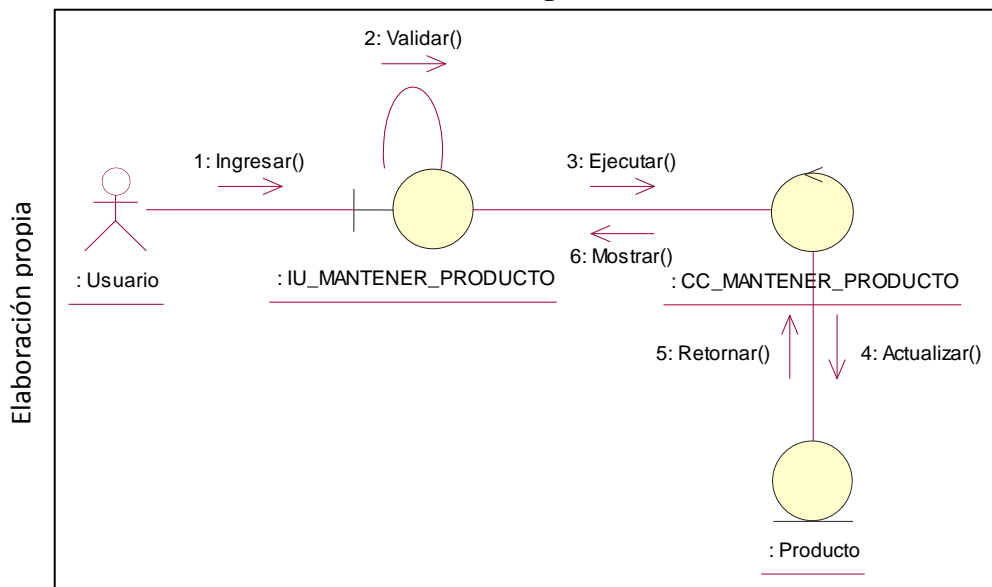 2: Validar()
1: Ingresar()
3: Ejecutar()
6: Mostrar()
: Usuario
: IU_MANTENER_PRODUCTO
: CC_MANTENER_PRODUCTO
5: Retornar()
4: Actualizar()
: Producto
Elaboración propia